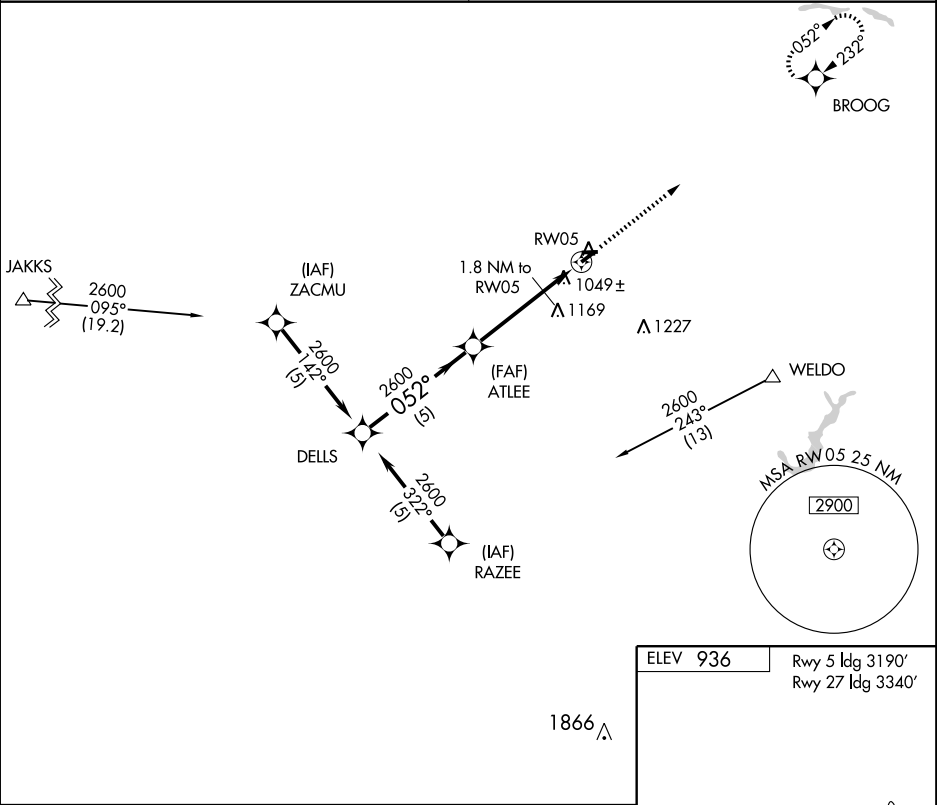 052°
232°
BROOG
JAKKS
2600
095°
(19.2)
(IAF)
ZACMU
2600
142°
(5)
RW05
1.8 NM to
RW05
1049±
1169
1227
2600
052°
(5)
(FAF)
ATLEE
DELLS
WELDO
2600
243°
(13)
2600
322°
(5)
(IAF)
RAZEE
MSA RW05 25 NM
2900
ELEV 936
Rwy 5 ldg 3190'
Rwy 27 ldg 3340'
1866